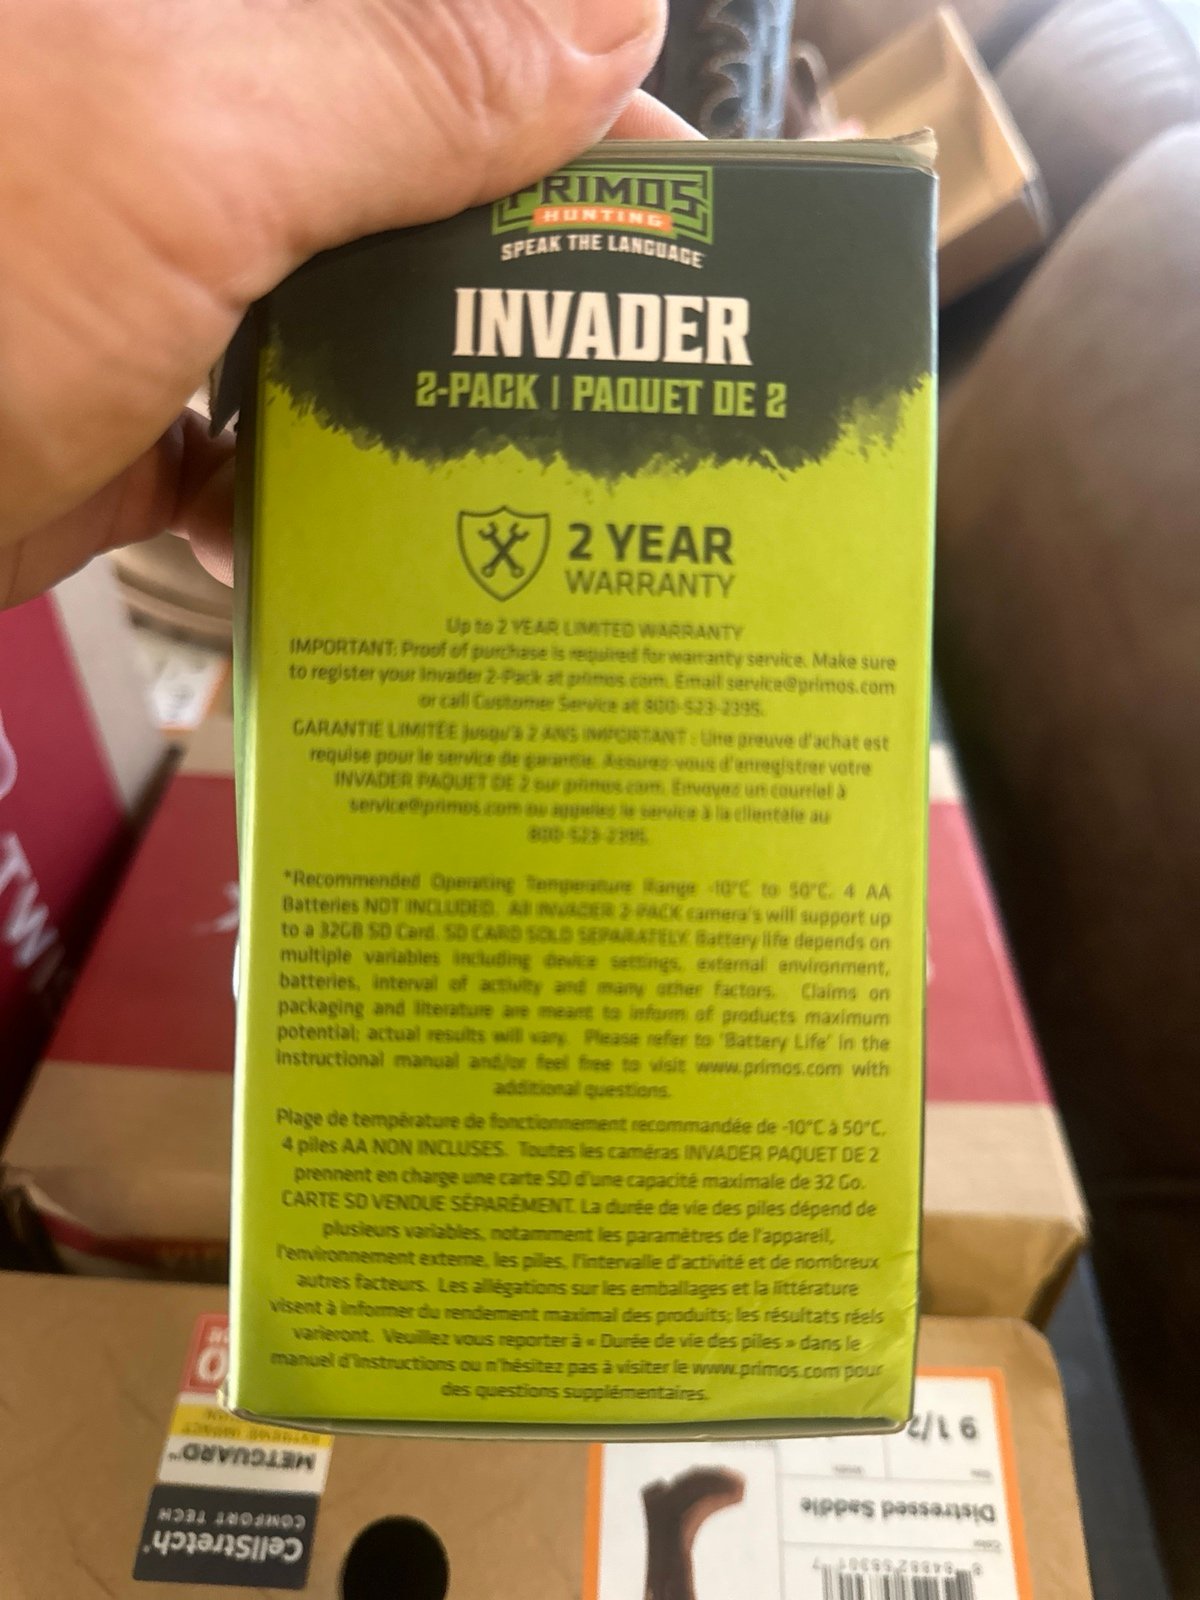 PRIMOS
HUNTING
SPEAK THE LANGUAGE
INVADER
2-PACK | PAQUET DE 2
2 YEAR
WARRANTY
Up to 2 YEAR LIMITED WARRANTY
IMPORTANT: Proof of purchase is required for warranty service. Make sure
to register your Invader 2-Pack at primos.com. Email service@primos.com
or call Customer Service at 800-523-2395.
GARANTIE LIMITÉE jusqu'à 2 ANS IMPORTANT : Une preuve d'achat est
requise pour le service de garantie. Assurez-vous d'enregistrer votre
INVADER PAQUET DE 2 sur primos.com. Envoyez un courriel à
service@primos.com ou appelez le service à la clientèle au
800-523-2395.
*Recommended Operating Temperature Range -10°C to 50°C. 4 AA
Batteries NOT INCLUDED. All INVADER 2-PACK camera's will support up
to a 32GB SD Card. SD CARD SOLD SEPARATELY. Battery life depends on
multiple variables including device settings, external environment,
batteries, interval of activity and many other factors. Claims on
packaging and literature are meant to inform of products maximum
potential; actual results will vary. Please refer to 'Battery Life' in the
instructional manual and/or feel free to visit www.primos.com with
additional questions.
Plage de température de fonctionnement recommandée de -10°C à 50°C.
4 piles AA NON INCLUSES. Toutes les caméras INVADER PAQUET DE 2
prennent en charge une carte SD d'une capacité maximale de 32 Go.
CARTE SD VENDUE SÉPARÉMENT. La durée de vie des piles dépend de
plusieurs variables, notamment les paramètres de l'appareil,
l'environnement externe, les piles, l'intervalle d'activité et de nombreux
autres facteurs. Les allégations sur les emballages et la littérature
visent à informer du rendement maximal des produits; les résultats réels
varieront. Veuillez vous reporter à « Durée de vie des piles » dans le
manuel d'instructions ou n'hésitez pas à visiter le www.primos.com pour
des questions supplémentaires.
9 1/2
METGUARD™
EXTREME IMPACT
Distressed Saddle
CellStretch®
COMFORT TECH